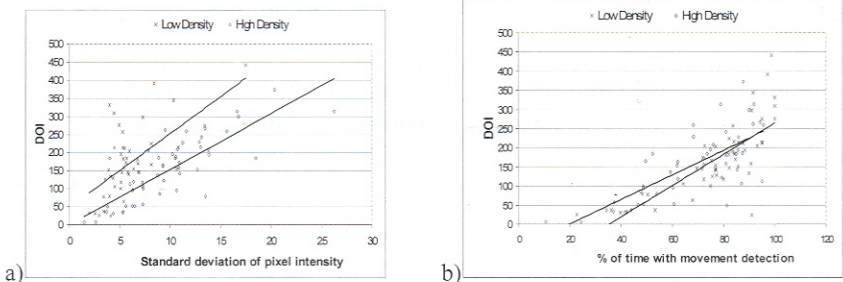 × Low Density ◦ High Density
DOI
500
450
400
350
300
250
200
150
100
50
0
0 5 10 15 20 25 30
Standard deviation of pixel intensity
a)
× Low Density ◦ High Density
DOI
500
450
400
350
300
250
200
150
100
50
0
0 20 40 60 80 100 120
% of time with movement detection
b)